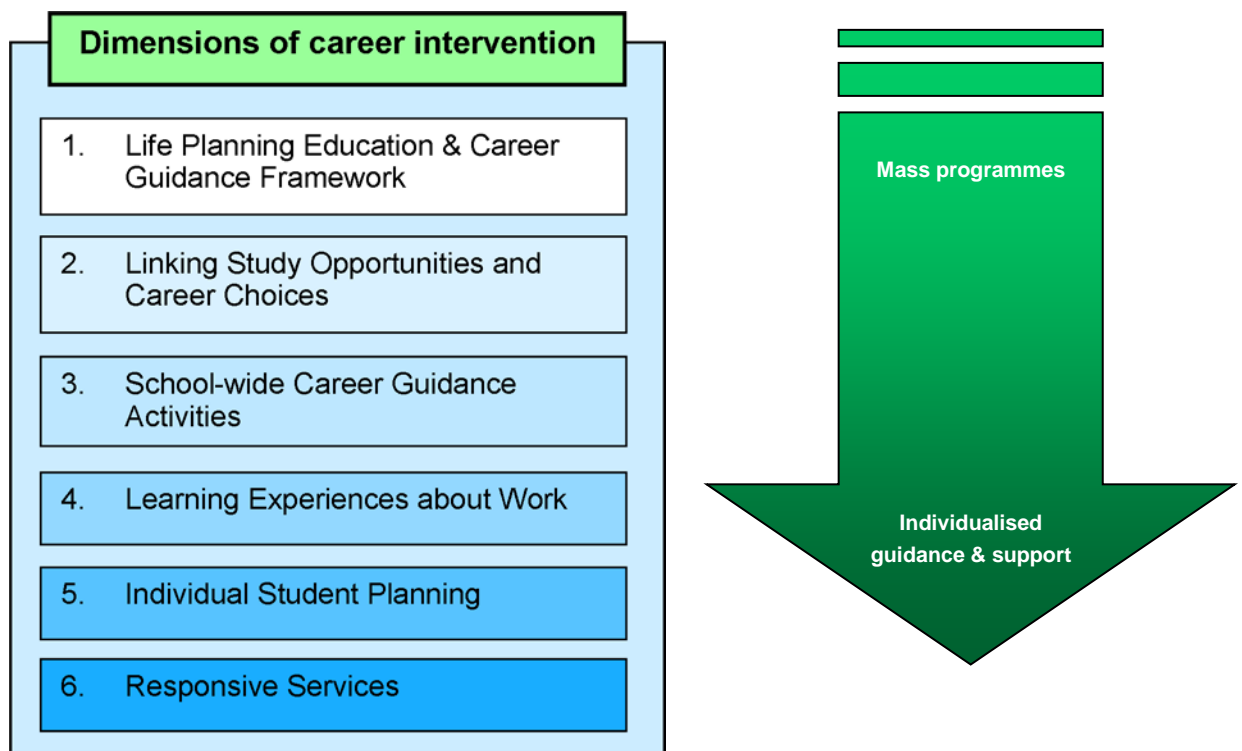 Dimensions of career intervention
1. Life Planning Education & Career
Guidance Framework
2. Linking Study Opportunities and
Career Choices
3. School-wide Career Guidance
Activities
4. Learning Experiences about Work
5. Individual Student Planning
6. Responsive Services
Mass programmes
Individualised
guidance & support